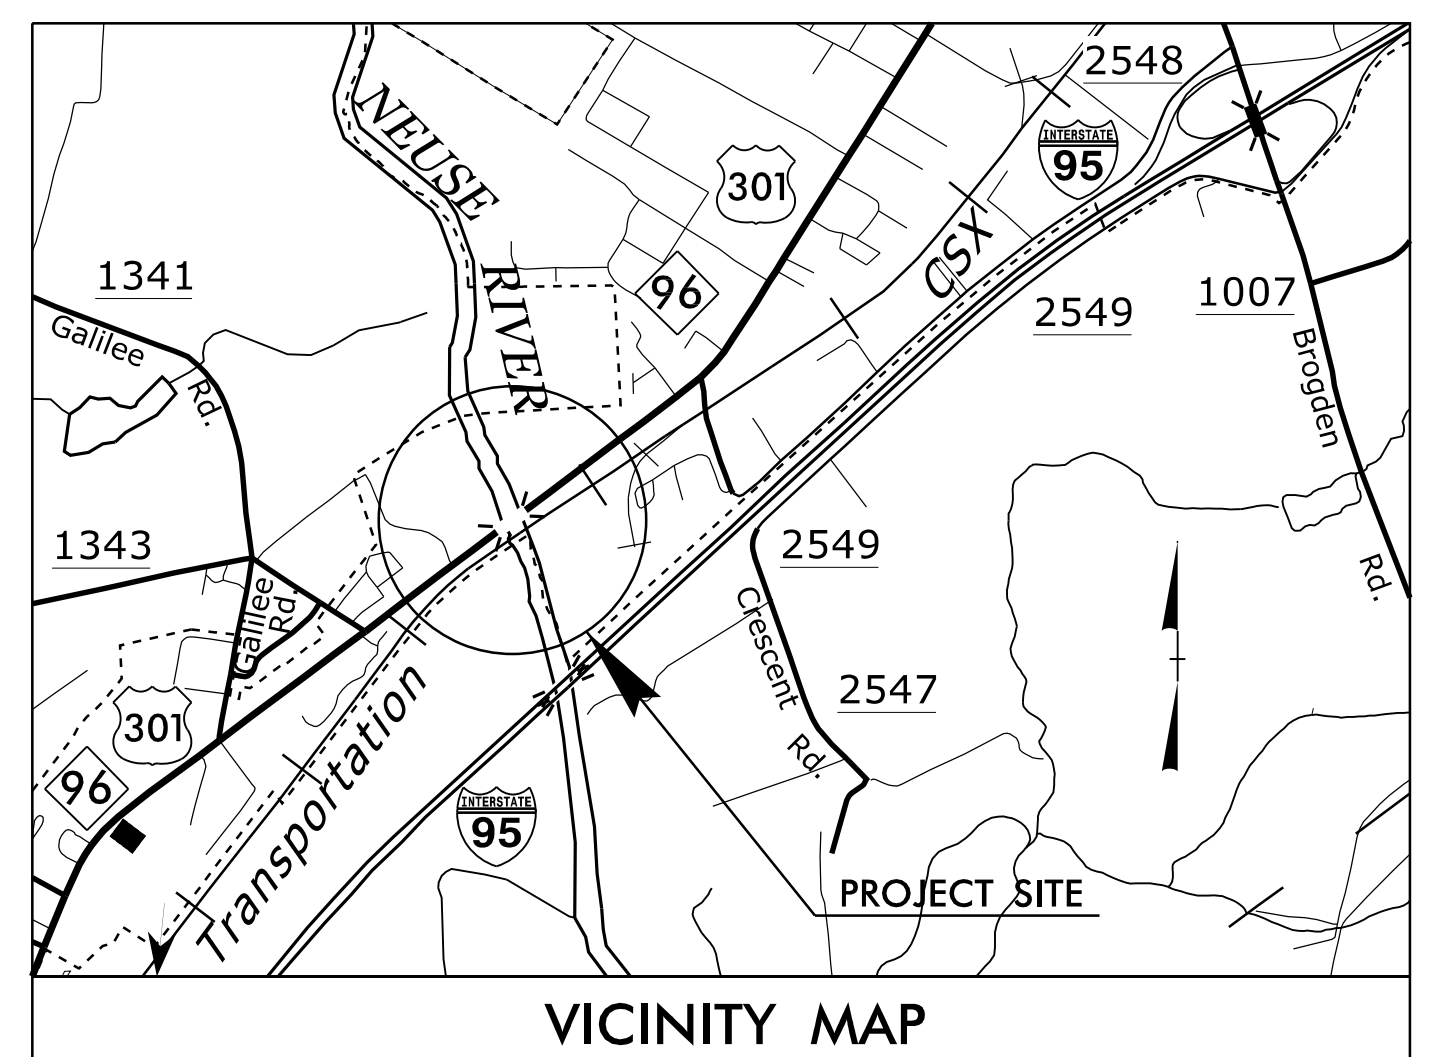 2548
NEUSE
INTERSTATE
95
301
CSX
1341
RIVER
96
1007
2549
Galilee
Rd.
Brogden
Rd.
1343
2549
Galilee
Rd.
Crescent
Rd.
2547
Transportation
301
96
INTERSTATE
95
PROJECT SITE
VICINITY MAP